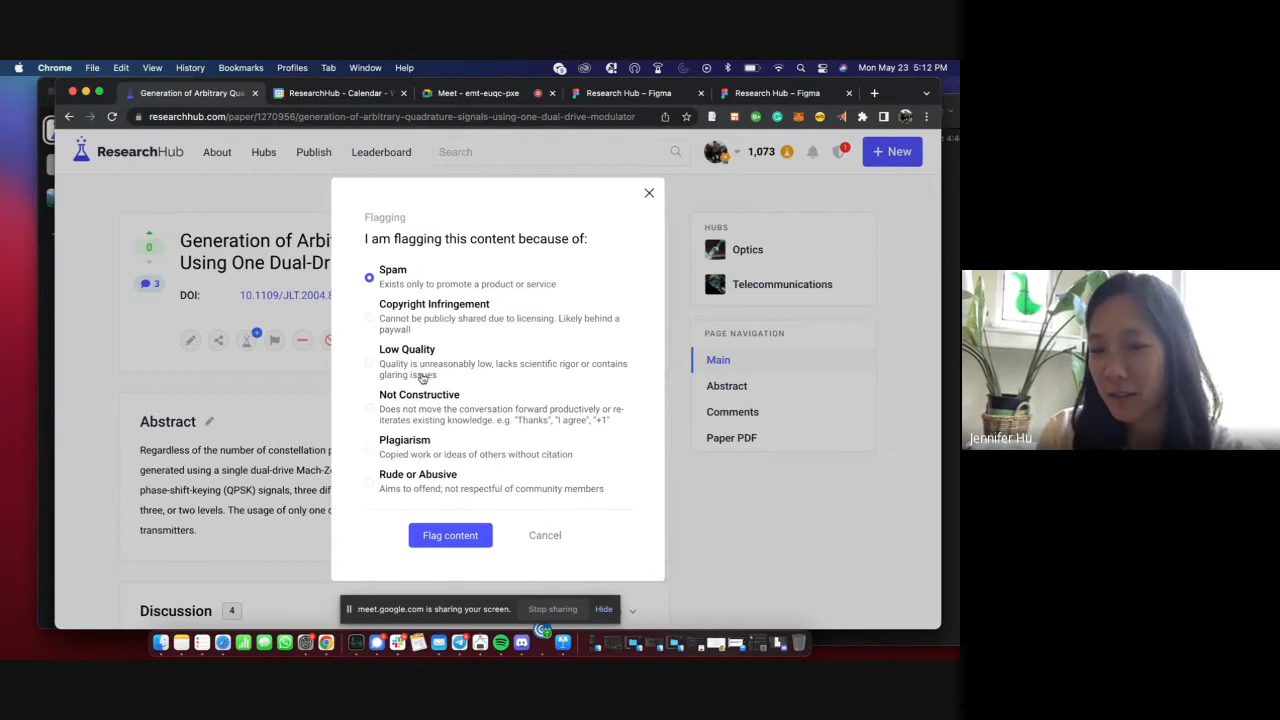 Chrome File Edit View History Bookmarks Profiles Tab Window Help Mon May 23 5:12 PM
Generation of Arbitrary Qua
ResearchHub - Calendar - V
Meet - emt-euqc-pxe
Research Hub – Figma
Research Hub – Figma
researchhub.com/paper/1270956/generation-of-arbitrary-quadrature-signals-using-one-dual-drive-modulator
ResearchHub About Hubs Publish Leaderboard Search 1,073 1 + New
Flagging
I am flagging this content because of:
Spam
Exists only to promote a product or service
Copyright Infringement
Cannot be publicly shared due to licensing. Likely behind a
paywall
Low Quality
Quality is unreasonably low, lacks scientific rigor or contains
glaring issues
Not Constructive
Does not move the conversation forward productively or re-
iterates existing knowledge. e.g. "Thanks", "I agree", "+1"
Plagiarism
Copied work or ideas of others without citation
Rude or Abusive
Aims to offend; not respectful of community members
Flag content Cancel
0
3
Generation of Arbi
Using One Dual-Dr
DOI: 10.1109/JLT.2004.8
Abstract
Regardless of the number of constellation p
generated using a single dual-drive Mach-Ze
phase-shift-keying (QPSK) signals, three dif
three, or two levels. The usage of only one d
transmitters.
Discussion 4
HUBS
Optics
Telecommunications
PAGE NAVIGATION
Main
Abstract
Comments
Paper PDF
meet.google.com is sharing your screen. Stop sharing Hide
Jennifer Hu